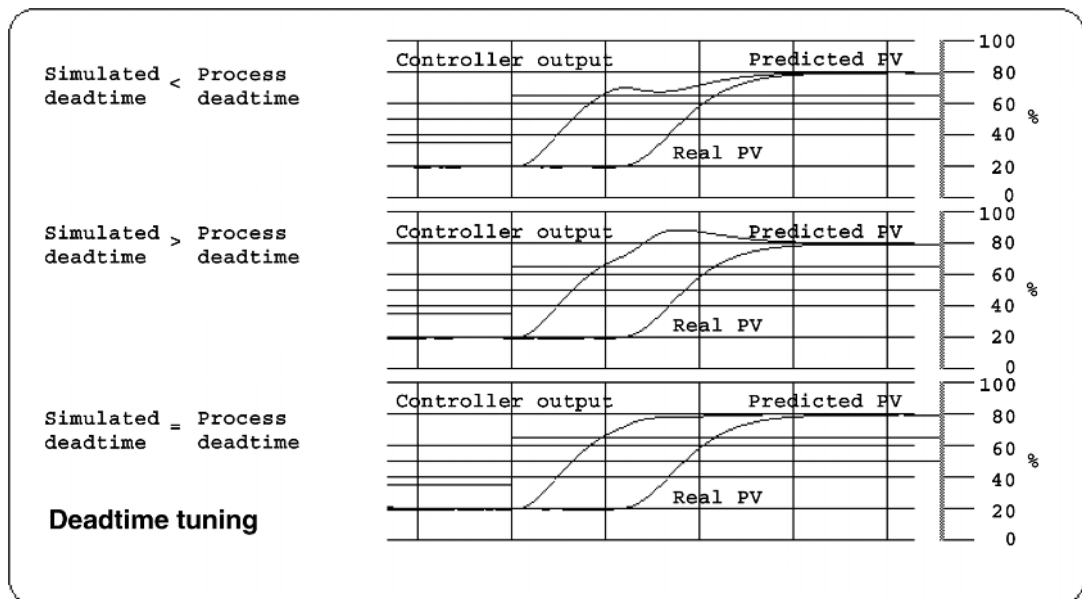 100
Controller output Predicted PV
80
Simulated < Process
deadtime deadtime
60
%
40
Real PV
20
0
100
Controller output Predicted PV
80
Simulated > Process
deadtime deadtime
60
%
40
Real PV
20
0
100
Controller output Predicted PV
80
Simulated = Process
deadtime deadtime
60
%
40
Real PV
20
Deadtime tuning
0